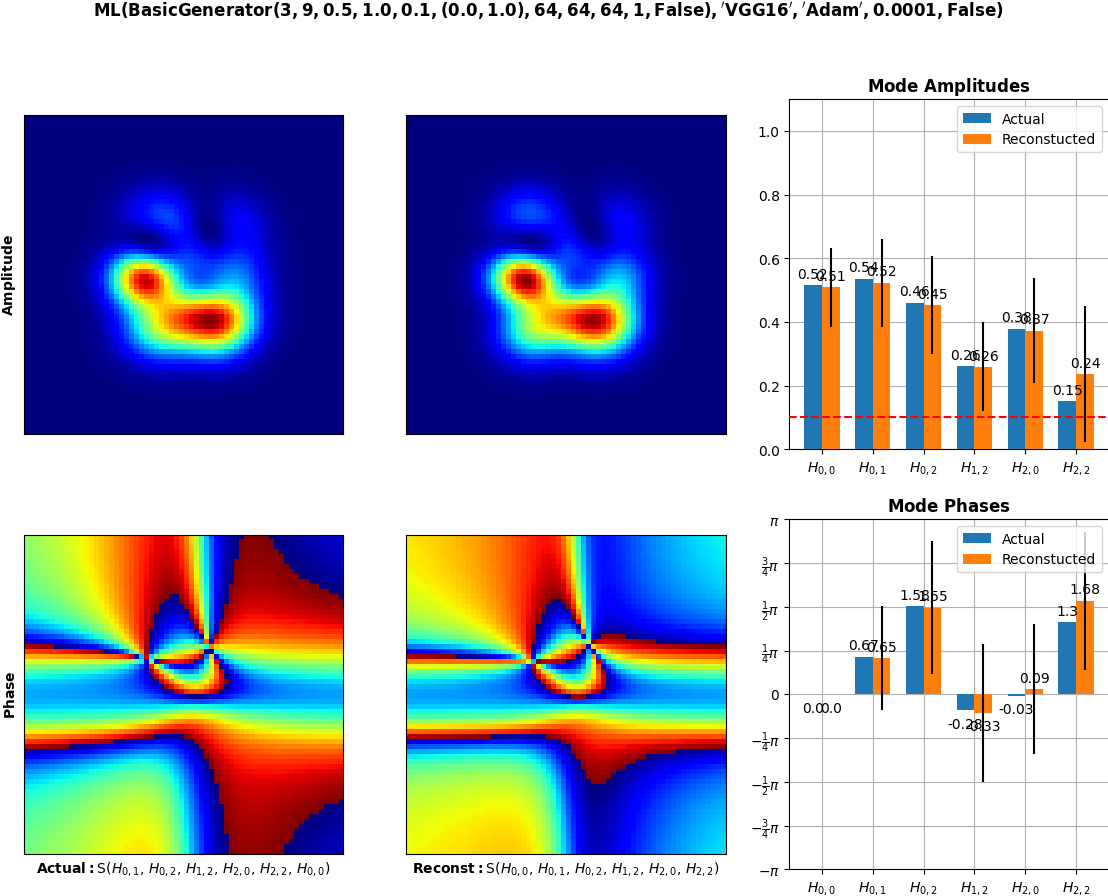 ML(BasicGenerator(3, 9, 0.5, 1.0, 0.1, (0.0, 1.0), 64, 64, 64, 1, False), ′VGG16′, ′Adam′, 0.0001, False)
Amplitude
Mode Amplitudes
Actual
Reconstucted
1.0
0.8
0.6
0.4
0.2
0.0
0.52
0.51
0.54
0.52
0.46
0.45
0.26
0.26
0.38
0.37
0.15
0.24
H0,0 H0,1 H0,2 H1,2 H2,0 H2,2
Phase
Actual: S(H0,1, H0,2, H1,2, H2,0, H2,2, H0,0)
Reconst: S(H0,0, H0,1, H0,2, H1,2, H2,0, H2,2)
Mode Phases
Actual
Reconstucted
π
3/4π
1/2π
1/4π
0
−1/4π
−1/2π
−3/4π
−π
0.0
0.0
0.67
0.65
1.55
-0.28
-0.33
-0.03
0.09
1.3
1.68
H0,0 H0,1 H0,2 H1,2 H2,0 H2,2